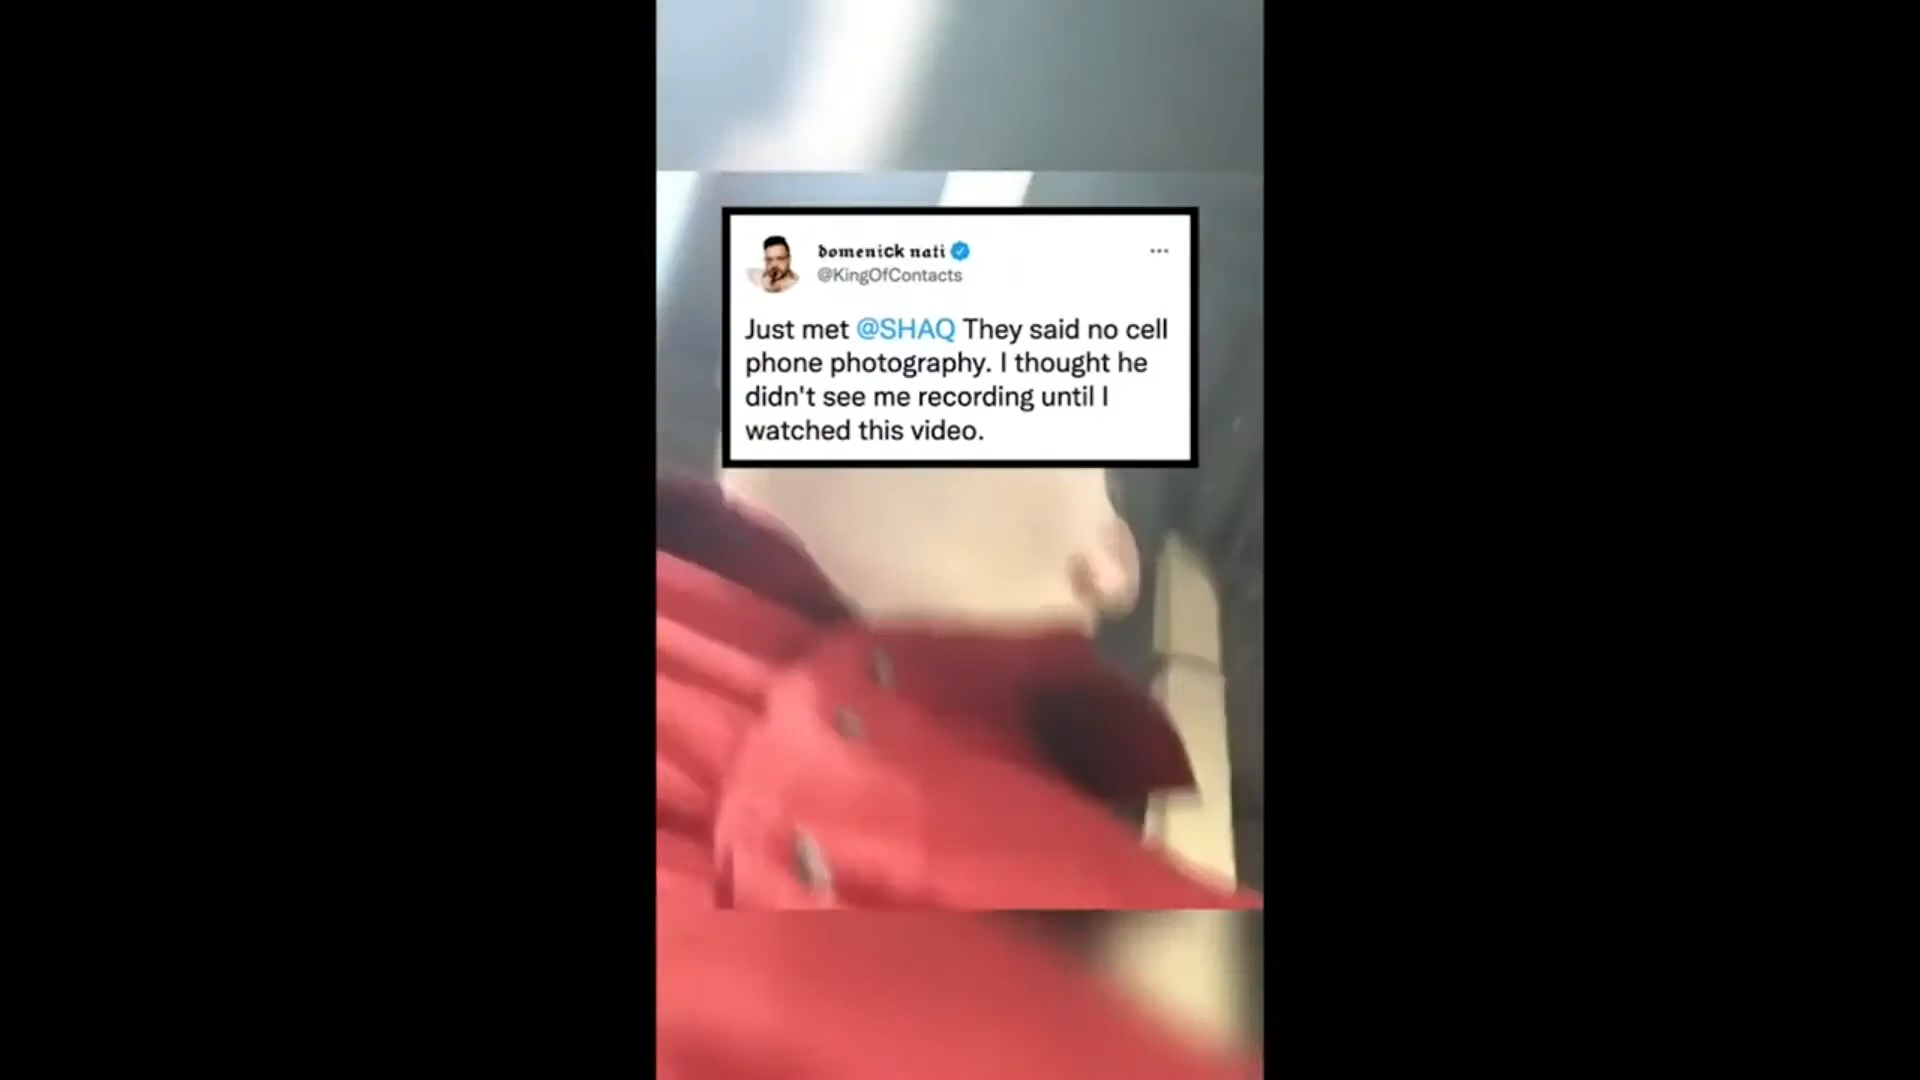 domenick nati
@KingOfContacts
Just met @SHAQ They said no cell
phone photography. I thought he
didn't see me recording until I
watched this video.